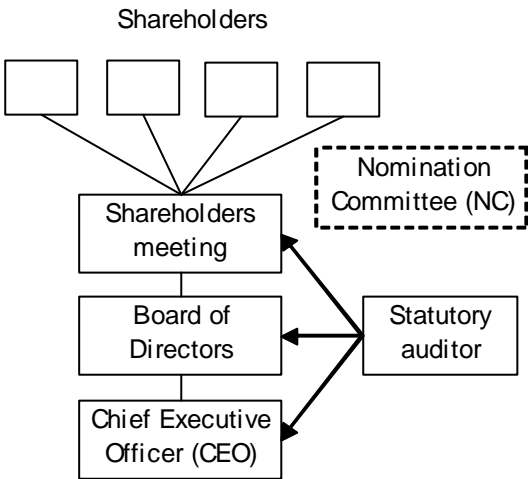 Shareholders
Nomination
Committee (NC)
Shareholders
meeting
Board of
Directors
Statutory
auditor
Chief Executive
Officer (CEO)